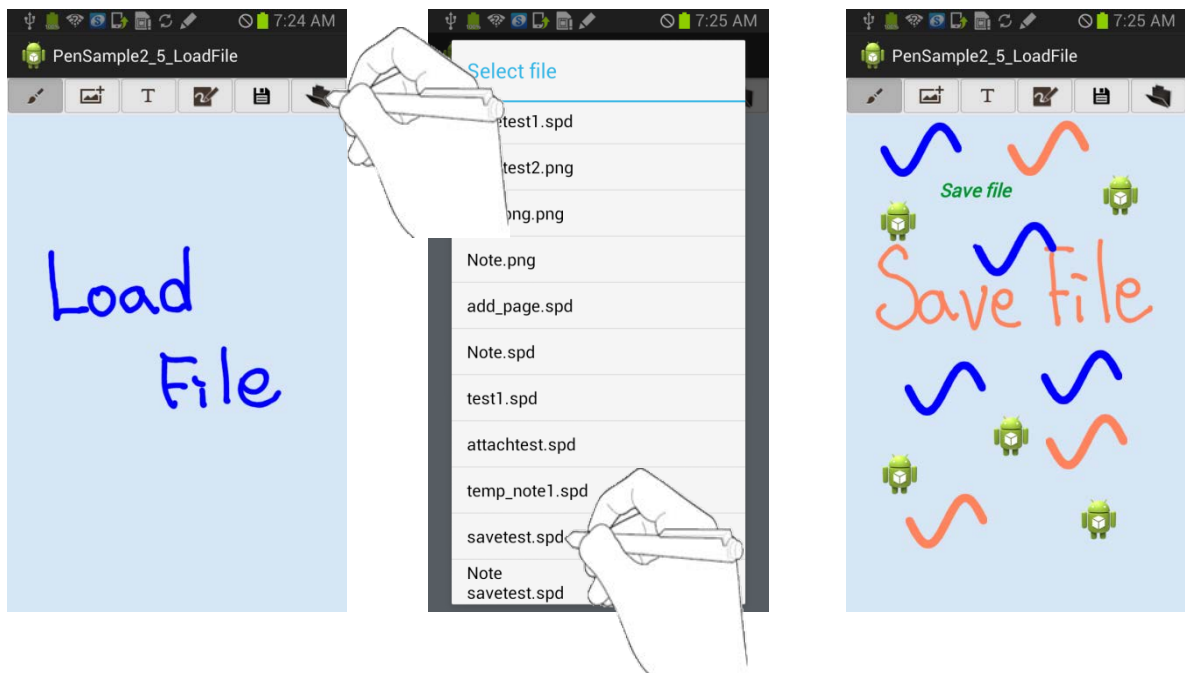 7:24 AM
PenSample2_5_LoadFile
T
Load
File
7:25 AM
Select file
test1.spd
test2.png
ng.png
Note.png
add_page.spd
Note.spd
test1.spd
attachtest.spd
temp_note1.spd
savetest.spd
Note
savetest.spd
7:25 AM
PenSample2_5_LoadFile
T
Save file
Save File